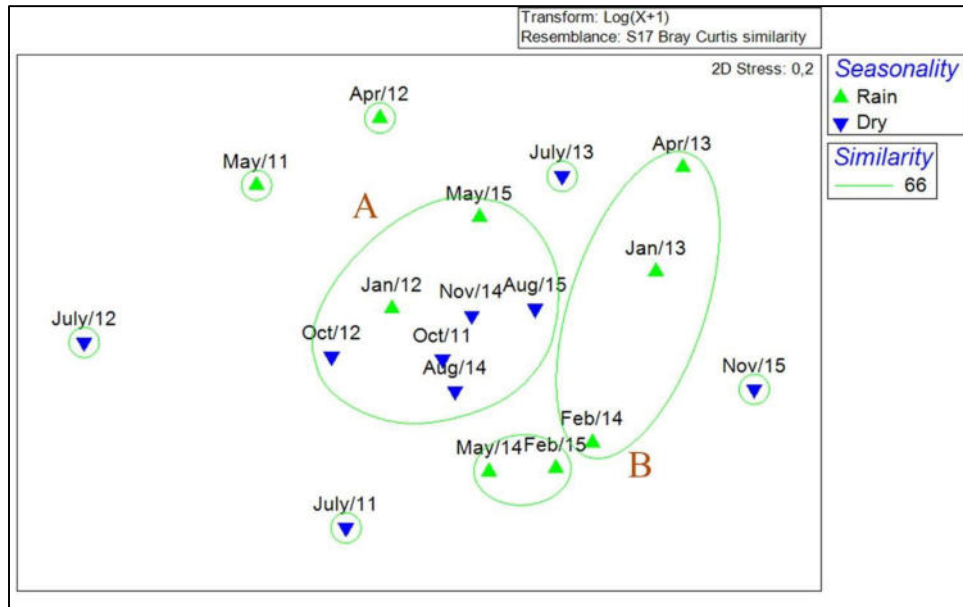 Transform: Log(X+1)
Resemblance: S17 Bray Curtis similarity
2D Stress: 0,2
Seasonality
Rain
Dry
Similarity
66
Apr/12
May/11
July/13
Apr/13
A
May/15
Jan/13
Jan/12
Nov/14
Aug/15
July/12
Oct/12
Oct/11
Aug/14
Nov/15
Feb/14
May/14
Feb/15
B
July/11